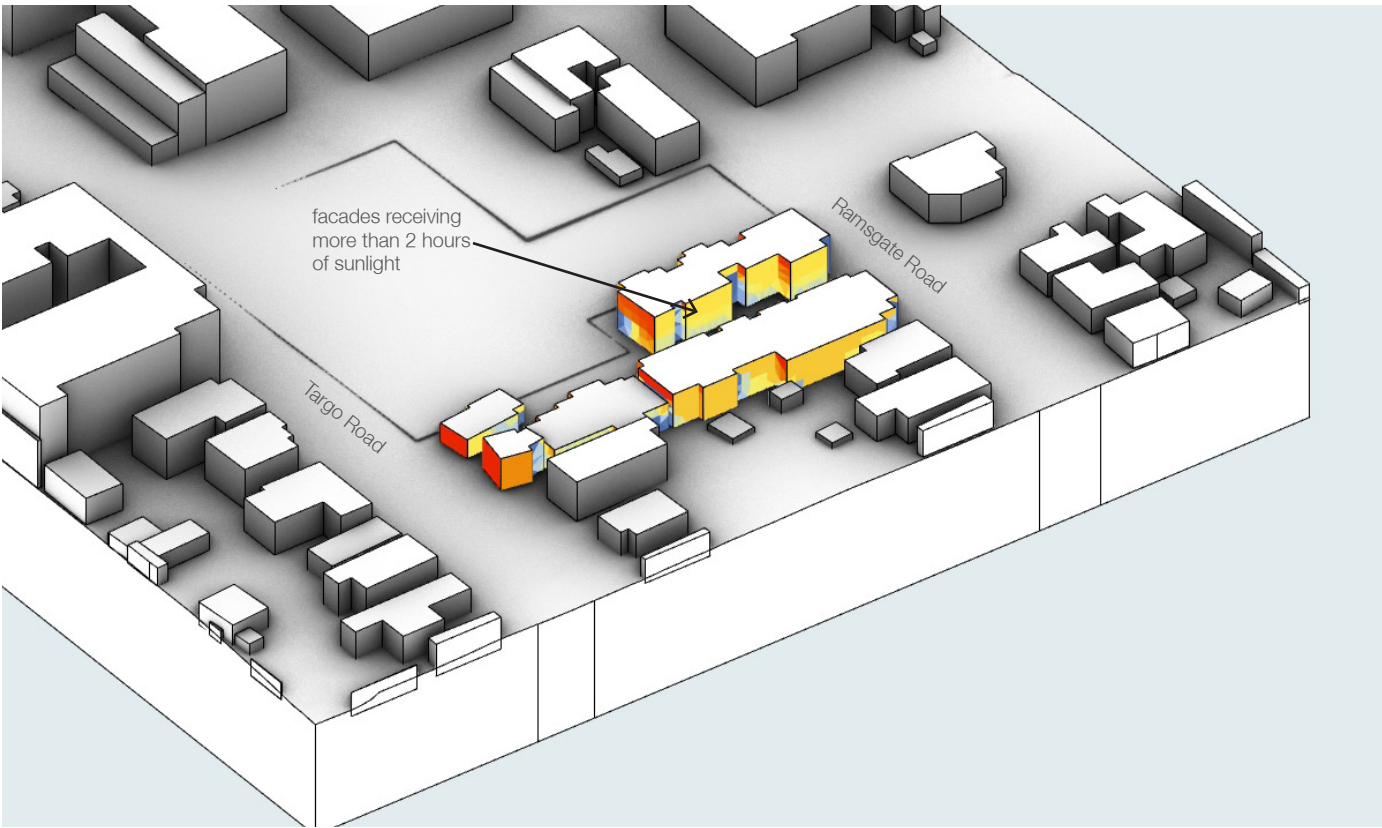 facades receiving
more than 2 hours
of sunlight
Ramsgate Road
Targo Road